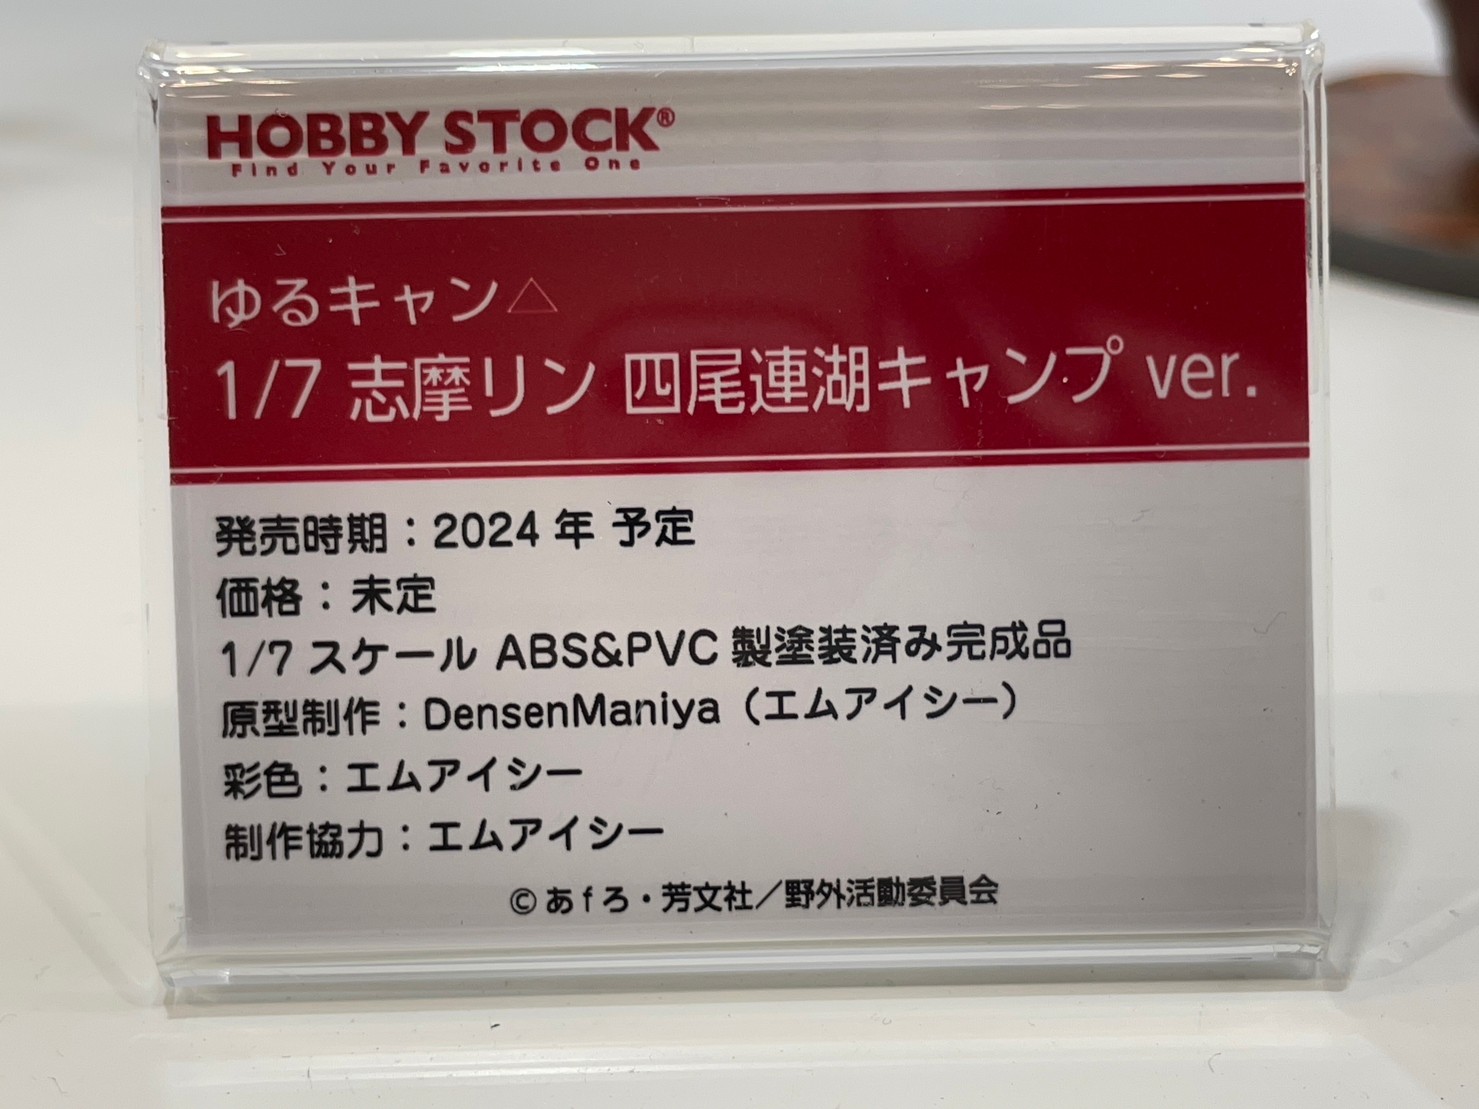 HOBBY STOCK®
Find Your Favorite One
ゆるキャン△
1/7 志摩リン 四尾連湖キャンプ ver.
発売時期：2024 年 予定
価格：未定
1/7 スケール ABS&PVC 製塗装済み完成品
原型制作：DensenManiya（エムアイシー）
彩色：エムアイシー
制作協力：エムアイシー
© あfろ・芳文社／野外活動委員会